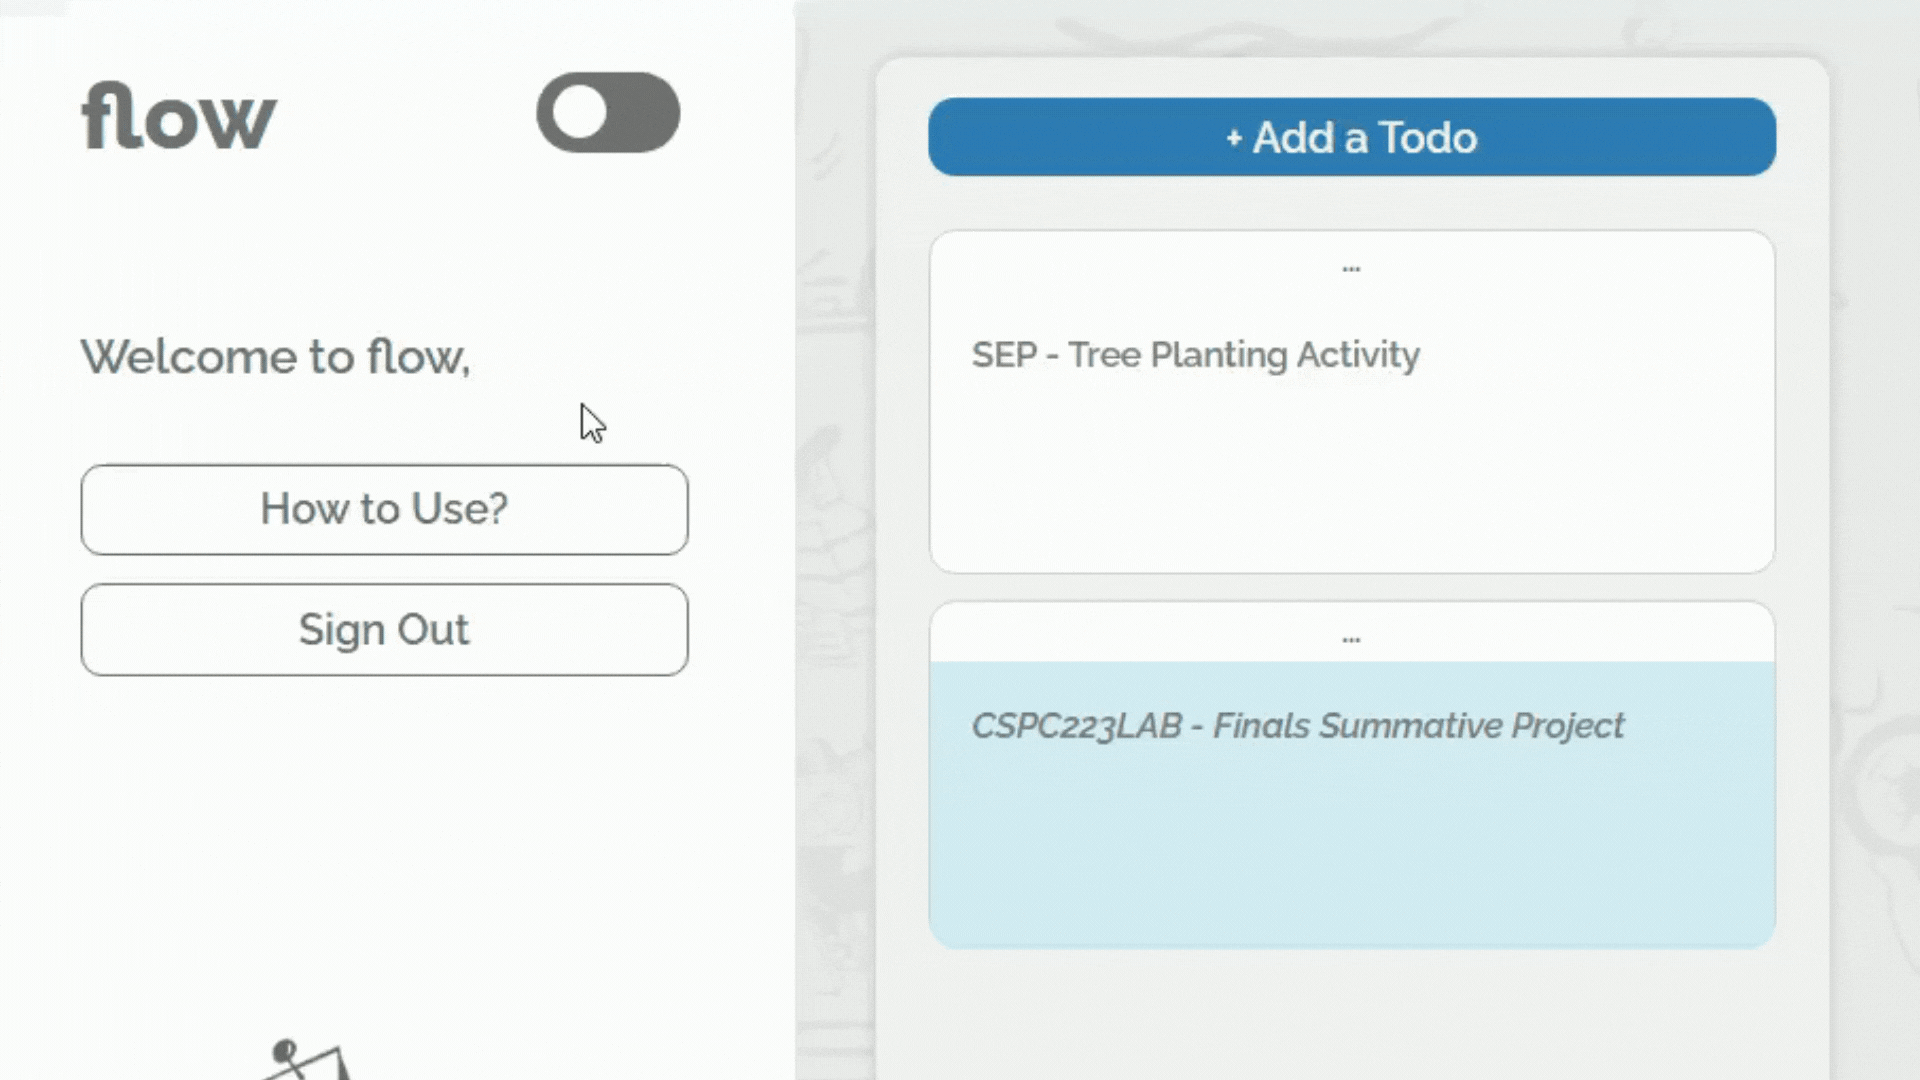 flow
Welcome to flow,
How to Use?
Sign Out
+ Add a Todo
...
SEP - Tree Planting Activity
...
CSPC223LAB - Finals Summative Project